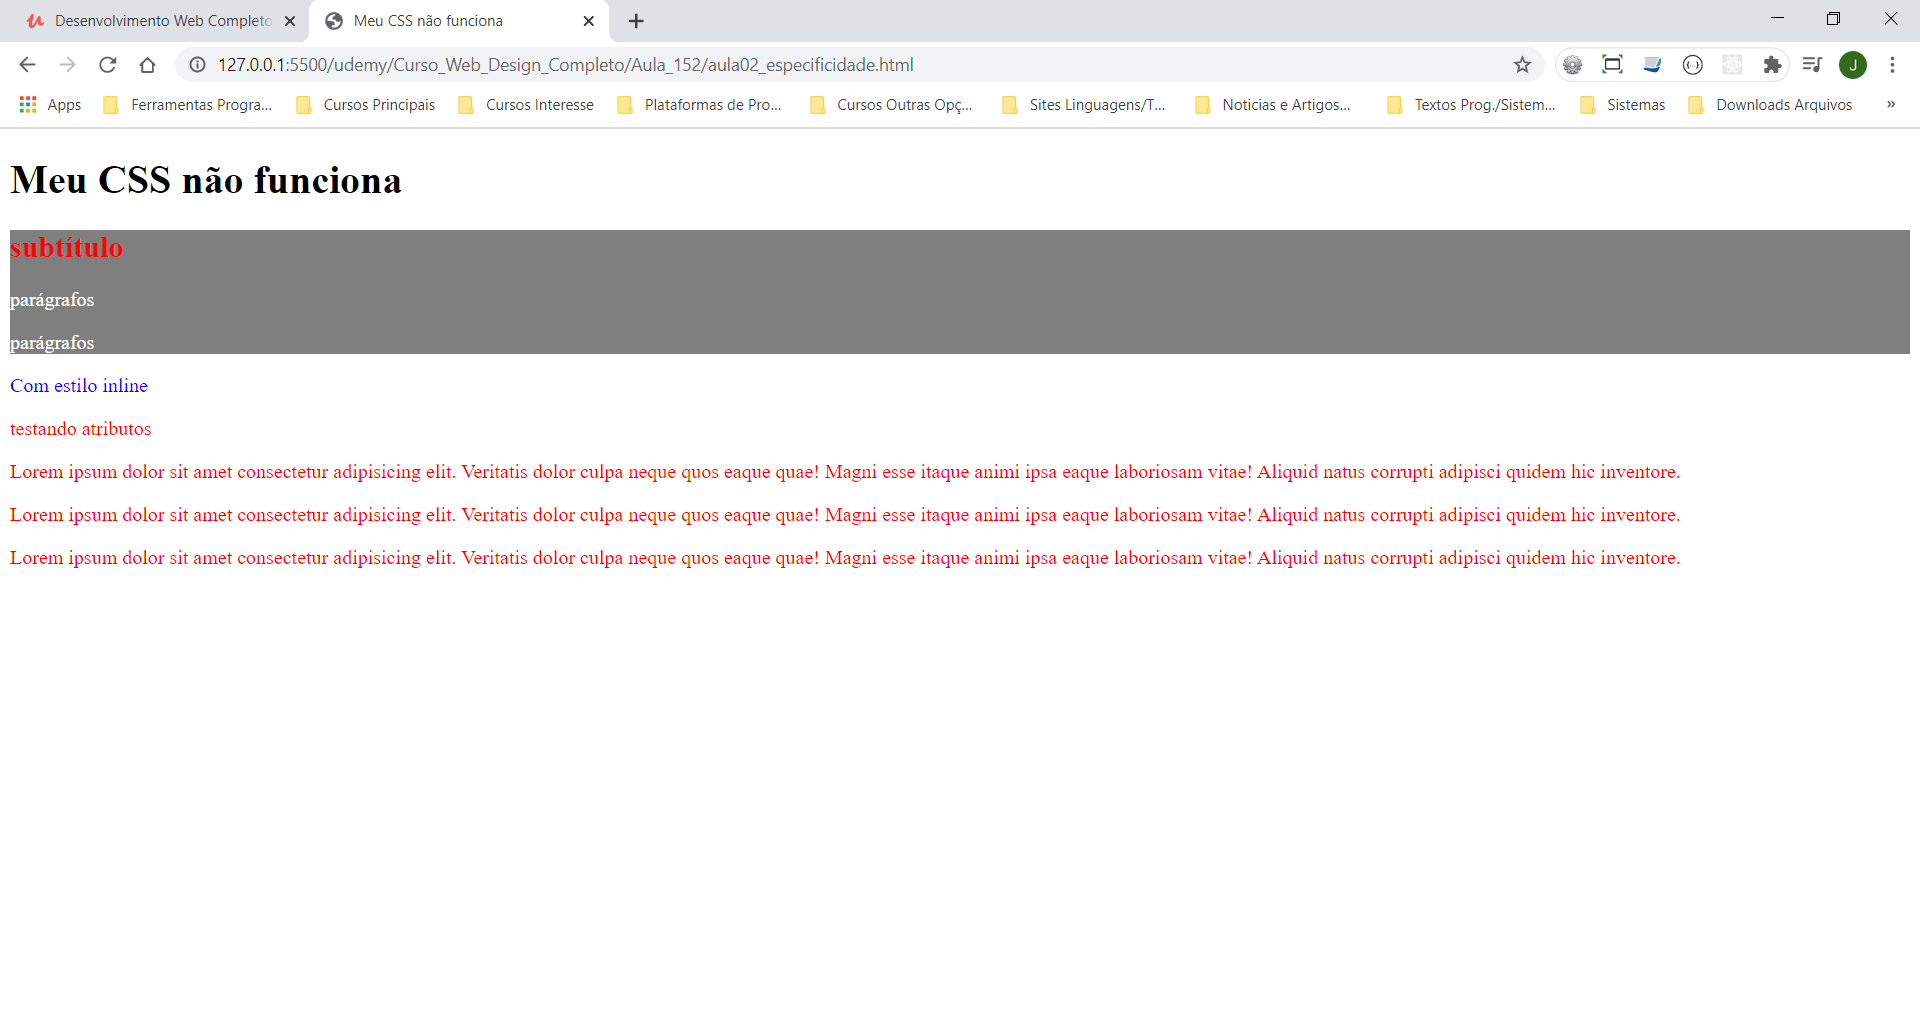 Desenvolvimento Web Completo
Meu CSS não funciona
127.0.0.1:5500/udemy/Curso_Web_Design_Completo/Aula_152/aula02_especificidade.html
J
Apps Ferramentas Progra... Cursos Principais Cursos Interesse Plataformas de Pro... Cursos Outras Opç... Sites Linguagens/T... Noticias e Artigos... Textos Prog./Sistem... Sistemas Downloads Arquivos »
Meu CSS não funciona
subtítulo
parágrafos
parágrafos
Com estilo inline
testando atributos
Lorem ipsum dolor sit amet consectetur adipisicing elit. Veritatis dolor culpa neque quos eaque quae! Magni esse itaque animi ipsa eaque laboriosam vitae! Aliquid natus corrupti adipisci quidem hic inventore.
Lorem ipsum dolor sit amet consectetur adipisicing elit. Veritatis dolor culpa neque quos eaque quae! Magni esse itaque animi ipsa eaque laboriosam vitae! Aliquid natus corrupti adipisci quidem hic inventore.
Lorem ipsum dolor sit amet consectetur adipisicing elit. Veritatis dolor culpa neque quos eaque quae! Magni esse itaque animi ipsa eaque laboriosam vitae! Aliquid natus corrupti adipisci quidem hic inventore.